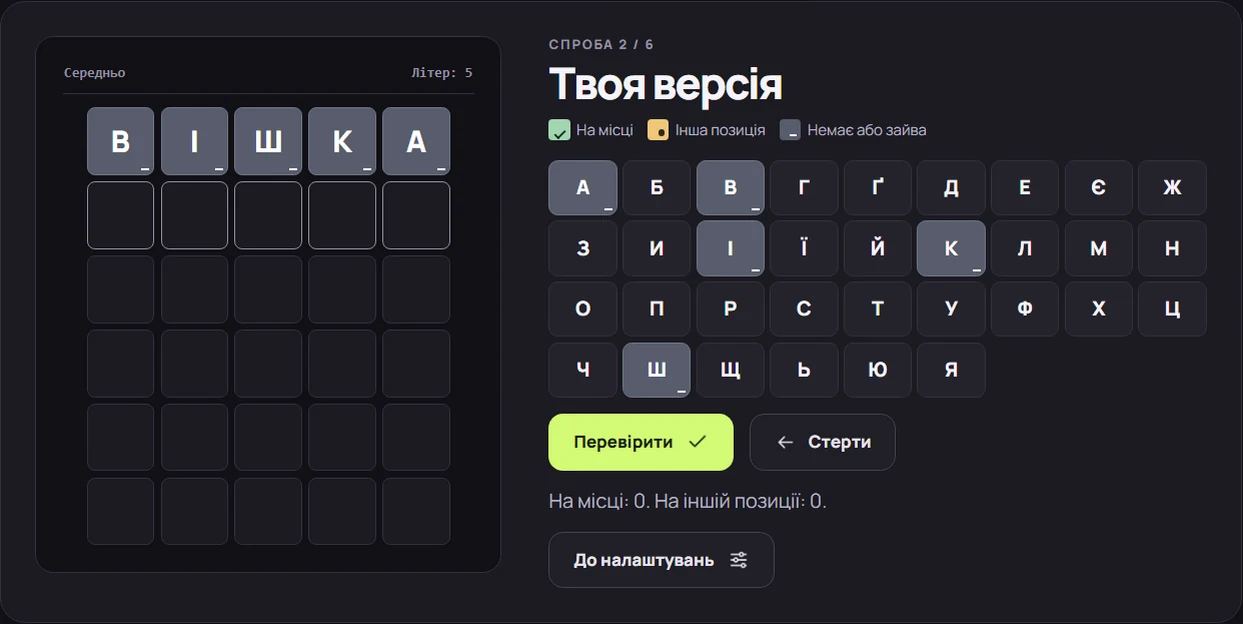 Середньо
Літер: 5
В І Ш К А
СПРОБА 2 / 6
Твоя версія
На місці Інша позиція Немає або зайва
А Б В Г Ґ Д Е Є Ж
З И І Ї Й К Л М Н
О П Р С Т У Ф Х Ц
Ч Ш Щ Ь Ю Я
Перевірити Стерти
На місці: 0. На іншій позиції: 0.
До налаштувань